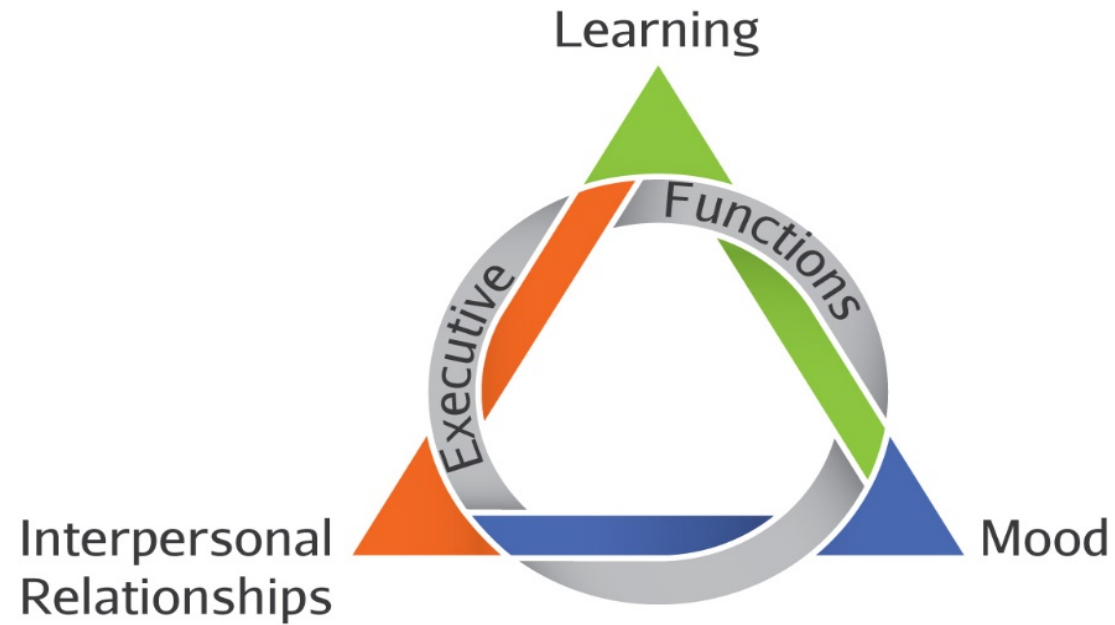 Learning
Executive Functions
Interpersonal
Relationships
Mood